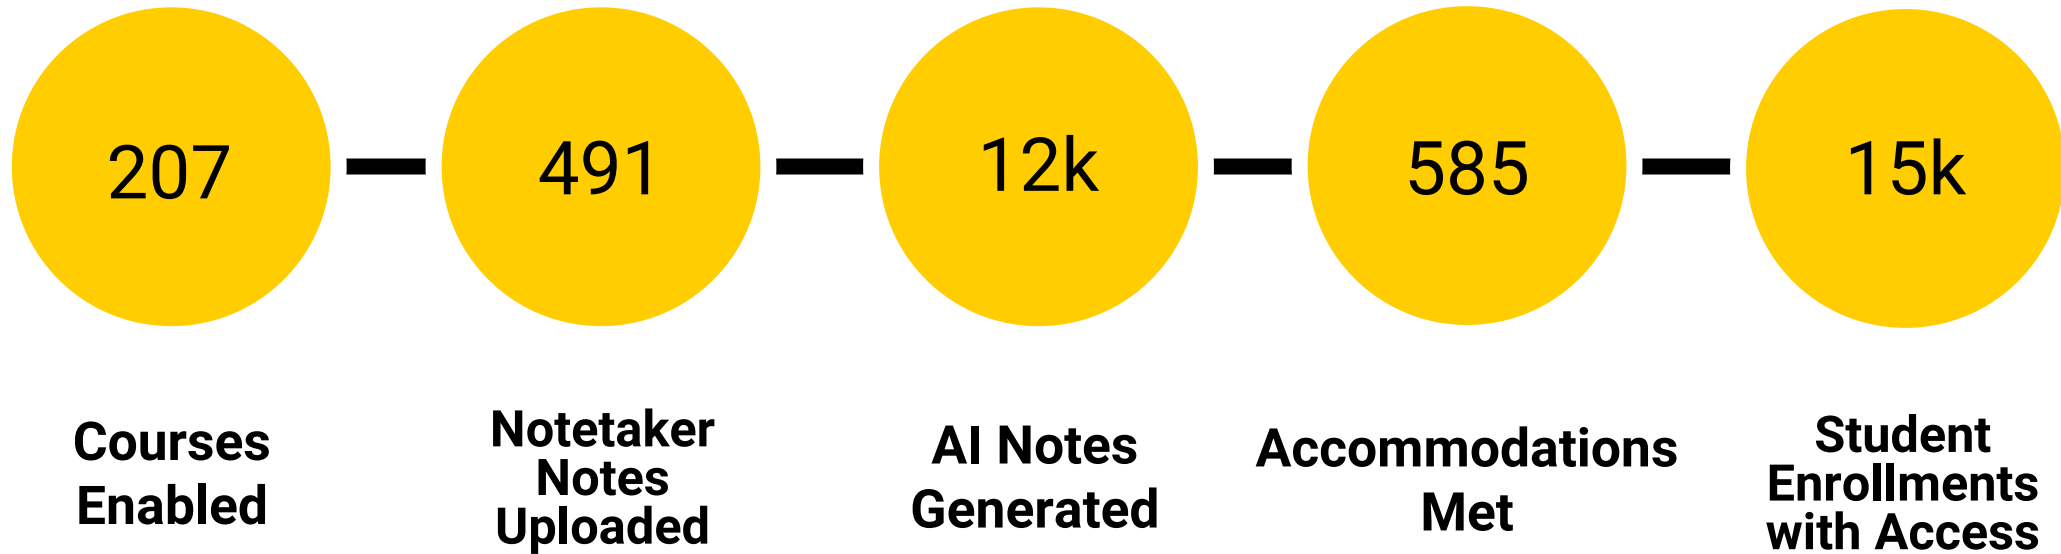 207
491
12k
585
15k
Courses
Enabled
Notetaker
Notes
Uploaded
AI Notes
Generated
Accommodations
Met
Student
Enrollments
with Access